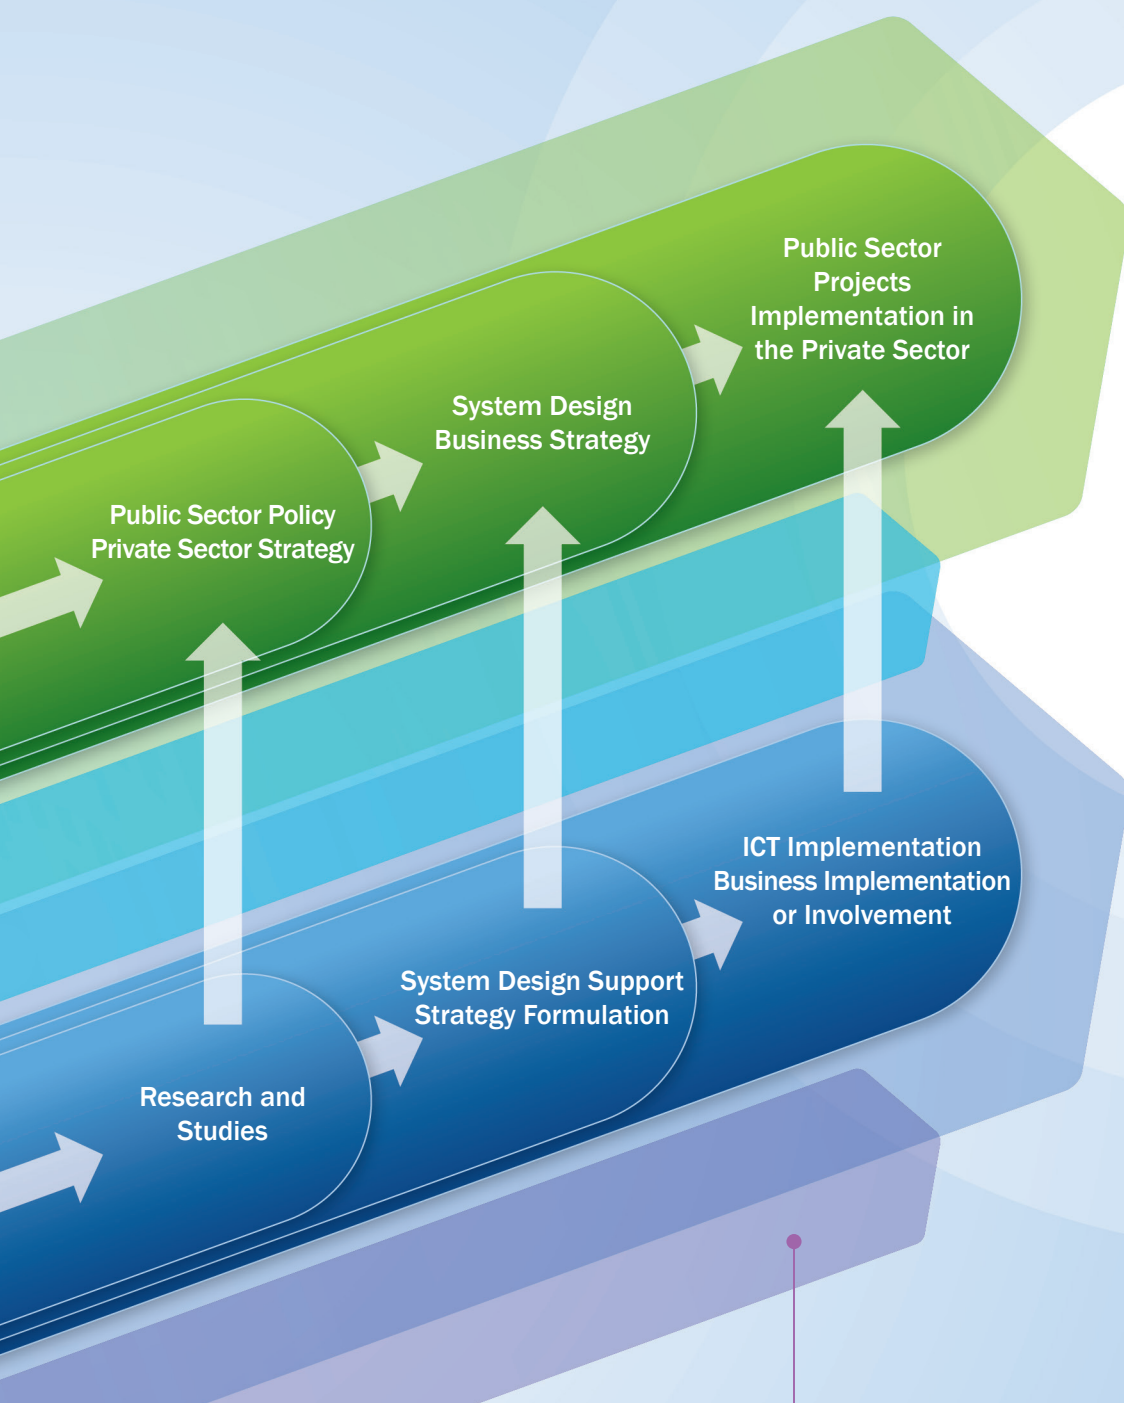 Public Sector
Projects
Implementation in
the Private Sector
System Design
Business Strategy
Public Sector Policy
Private Sector Strategy
ICT Implementation
Business Implementation
or Involvement
System Design Support
Strategy Formulation
Research and
Studies